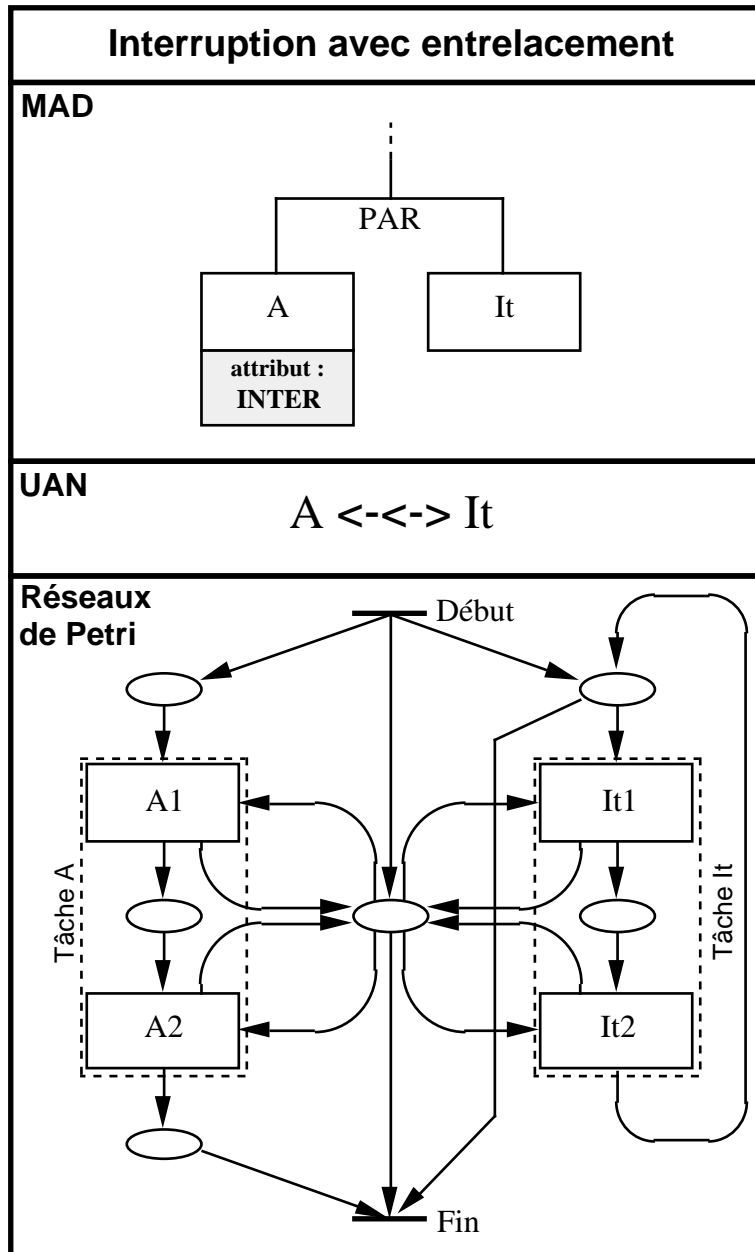 Interruption avec entrelacement
MAD
PAR
A
It
attribut :
INTER
UAN
A <-<-> It
Réseaux
de Petri
Début
A1
It1
Tâche A
Tâche It
A2
It2
Fin